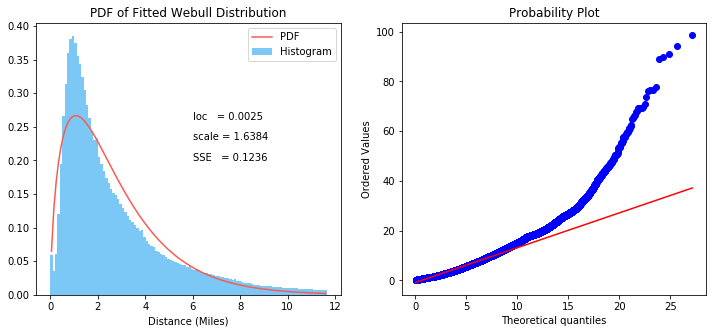 PDF of Fitted Webull Distribution
0.40
0.35
0.30
0.25
0.20
0.15
0.10
0.05
0.00
PDF
Histogram
loc = 0.0025
scale = 1.6384
SSE = 0.1236
0 2 4 6 8 10 12
Distance (Miles)
Probability Plot
Ordered Values
100
80
60
40
20
0
0 5 10 15 20 25
Theoretical quantiles